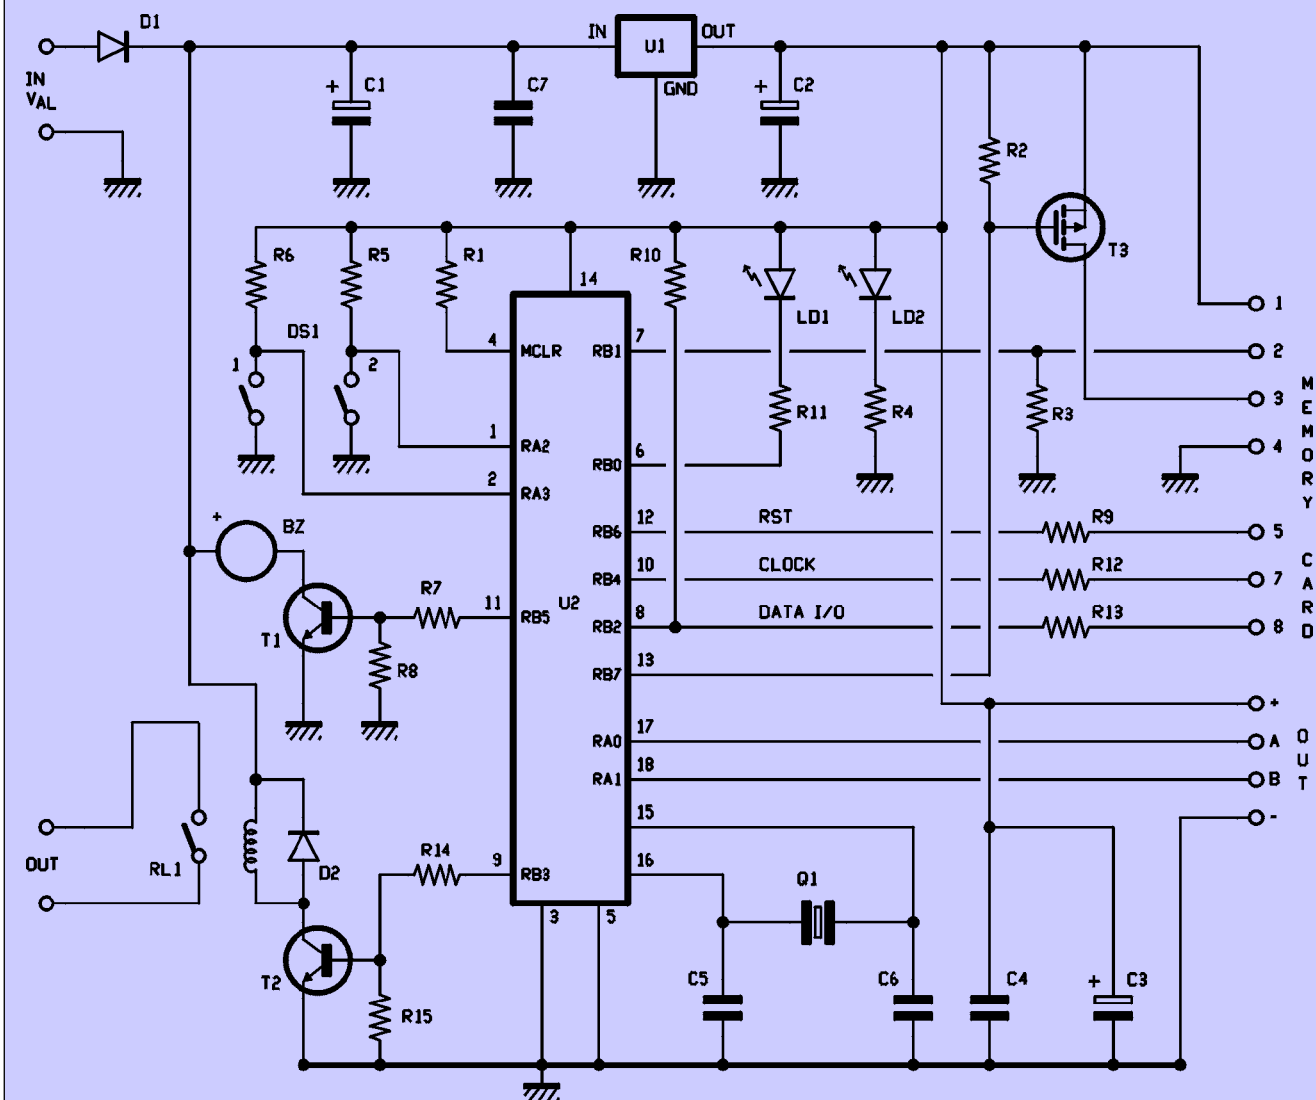 D1
IN
VAL
+ C1
C7
IN U1 OUT
GND
+ C2
R2
T3
R6
R5
R1
R10
14
LD1
LD2
DS1
1
2
4 MCLR
RB1 7
1 RA2
2 RA3
R11
R4
R3
RB0 6
+ BZ
T1
R7
R8
11 RB5
U2
RB6 12 RST R9
RB4 10 CLOCK R12
RB2 8 DATA I/O R13
RB7 13
RA0 17
RA1 18
15
16
1
2
3
4
5
7
8
MEMORY CARD
+
A
B
-
OUT
OUT
RL1
D2
R14
9 RB3
3
5
T2
R15
Q1
C5
C6
C4
+ C3